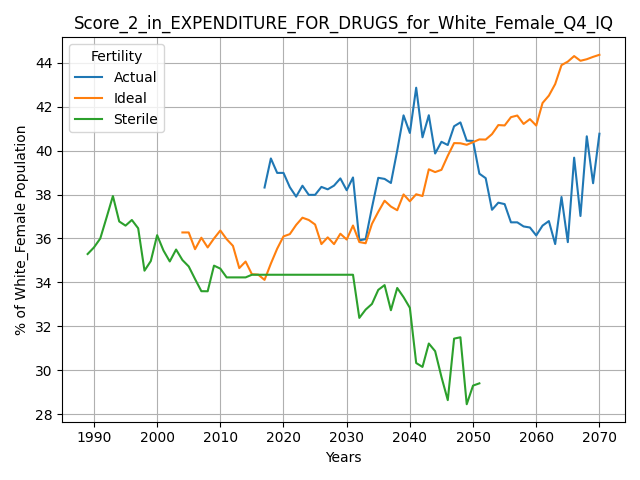 Score_2_in_EXPENDITURE_FOR_DRUGS_for_White_Female_Q4_IQ
Fertility
Actual
Ideal
Sterile
% of White_Female Population
44
42
40
38
36
34
32
30
28
1990 2000 2010 2020 2030 2040 2050 2060 2070
Years